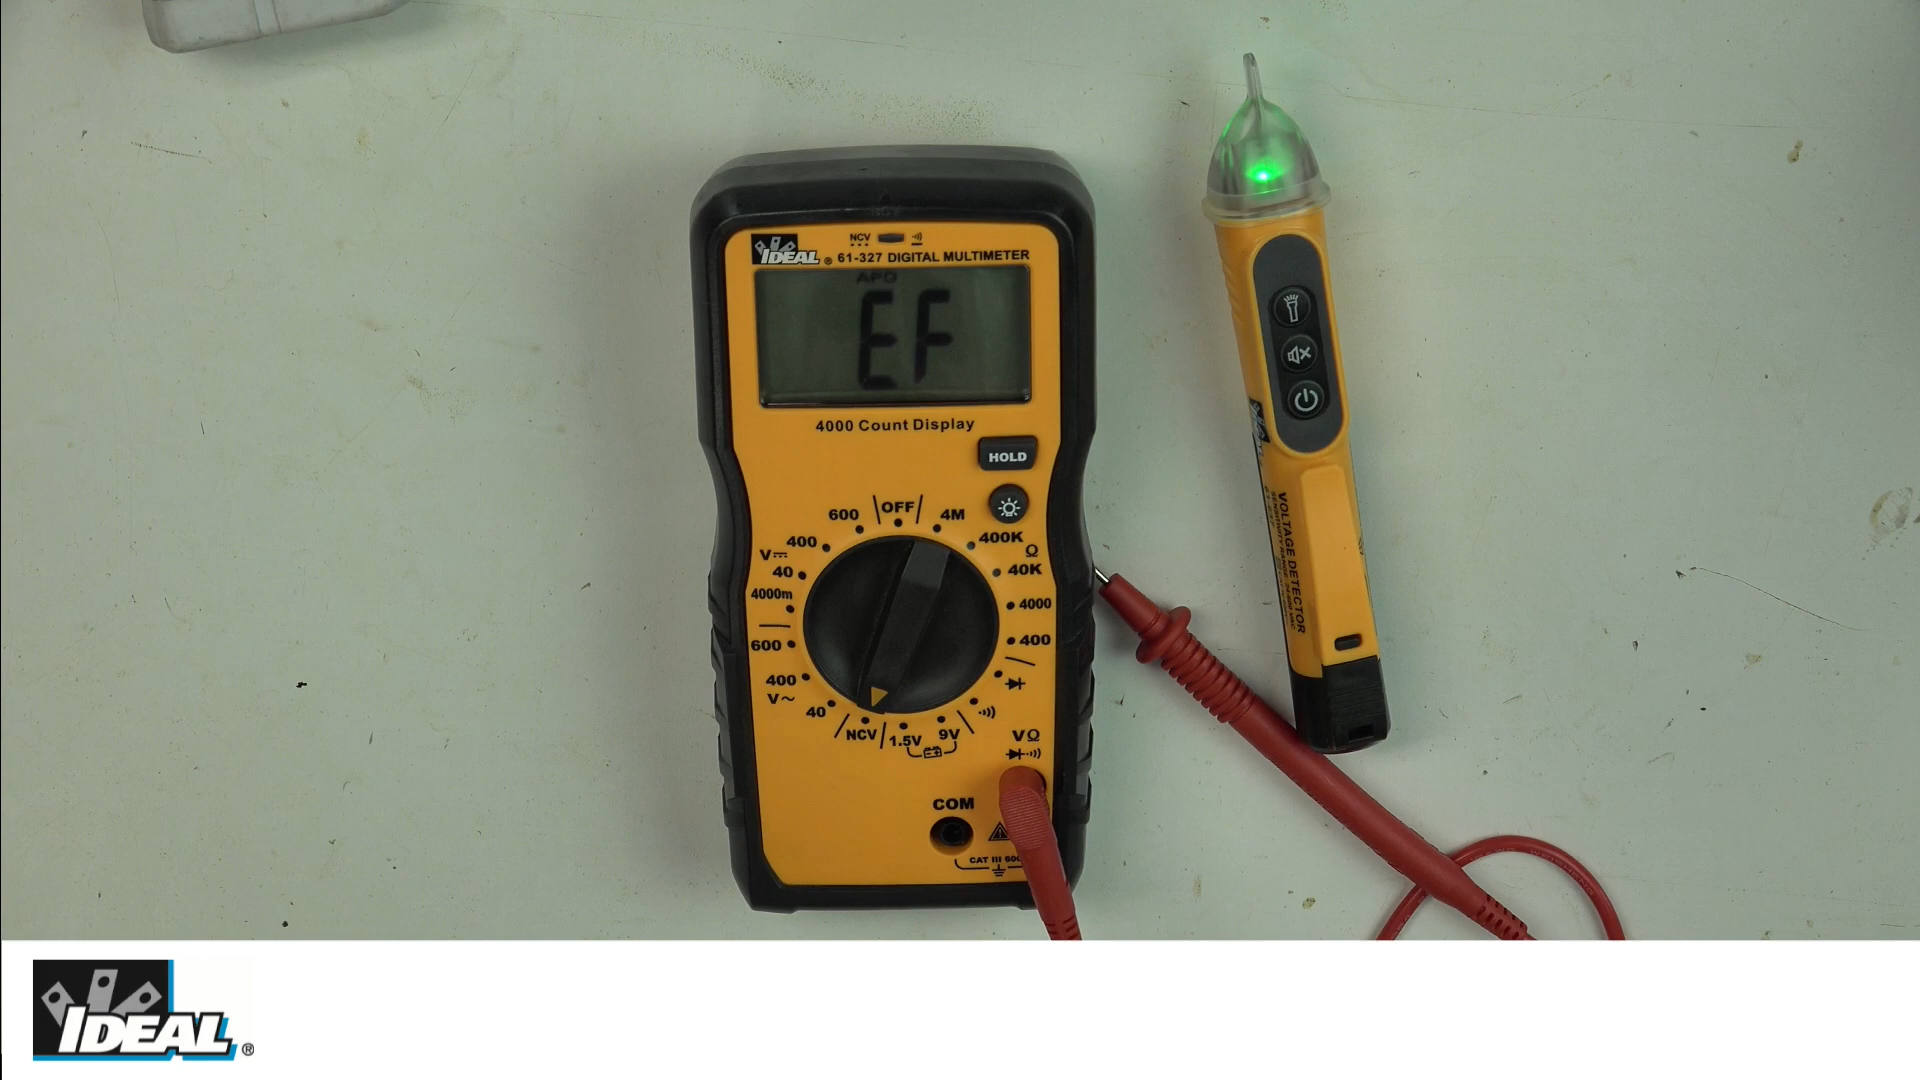 NCV
IDEAL ® 61-327 DIGITAL MULTIMETER
APO
EF
4000 Count Display
HOLD
OFF
600
4M
400
400K
V
Ω
40
40K
4000m
4000
600
400
400
V~
40
NCV
1.5V
9V
VΩ
COM
CAT III 600
VOLTAGE DETECTOR
IDEAL®